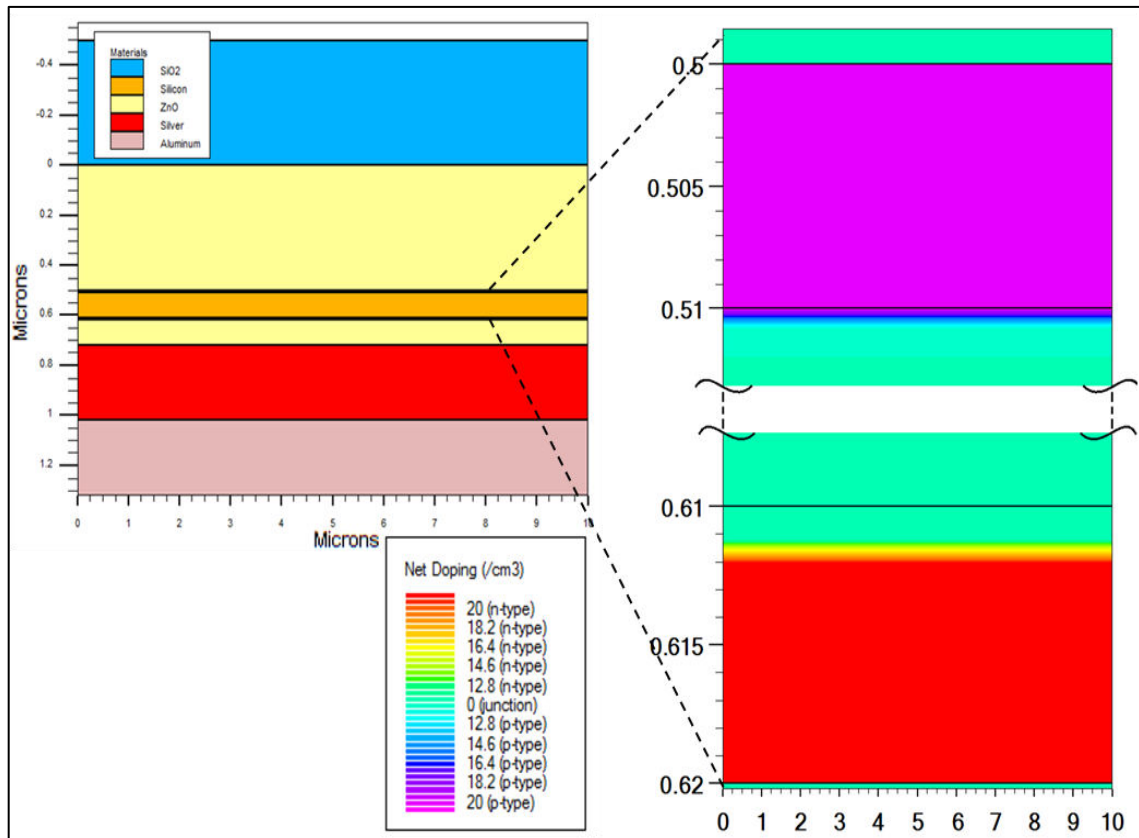 Materials
SiO2
Silicon
ZnO
Silver
Aluminum
-0.4
-0.2
0
0.2
0.4
0.6
0.8
1
1.2
Microns
0 1 2 3 4 5 6 7 8 9 10
Microns
0.5
0.505
0.51
0.61
0.615
0.62
0 1 2 3 4 5 6 7 8 9 10
Net Doping (/cm3)
20 (n-type)
18.2 (n-type)
16.4 (n-type)
14.6 (n-type)
12.8 (n-type)
0 (junction)
12.8 (p-type)
14.6 (p-type)
16.4 (p-type)
18.2 (p-type)
20 (p-type)